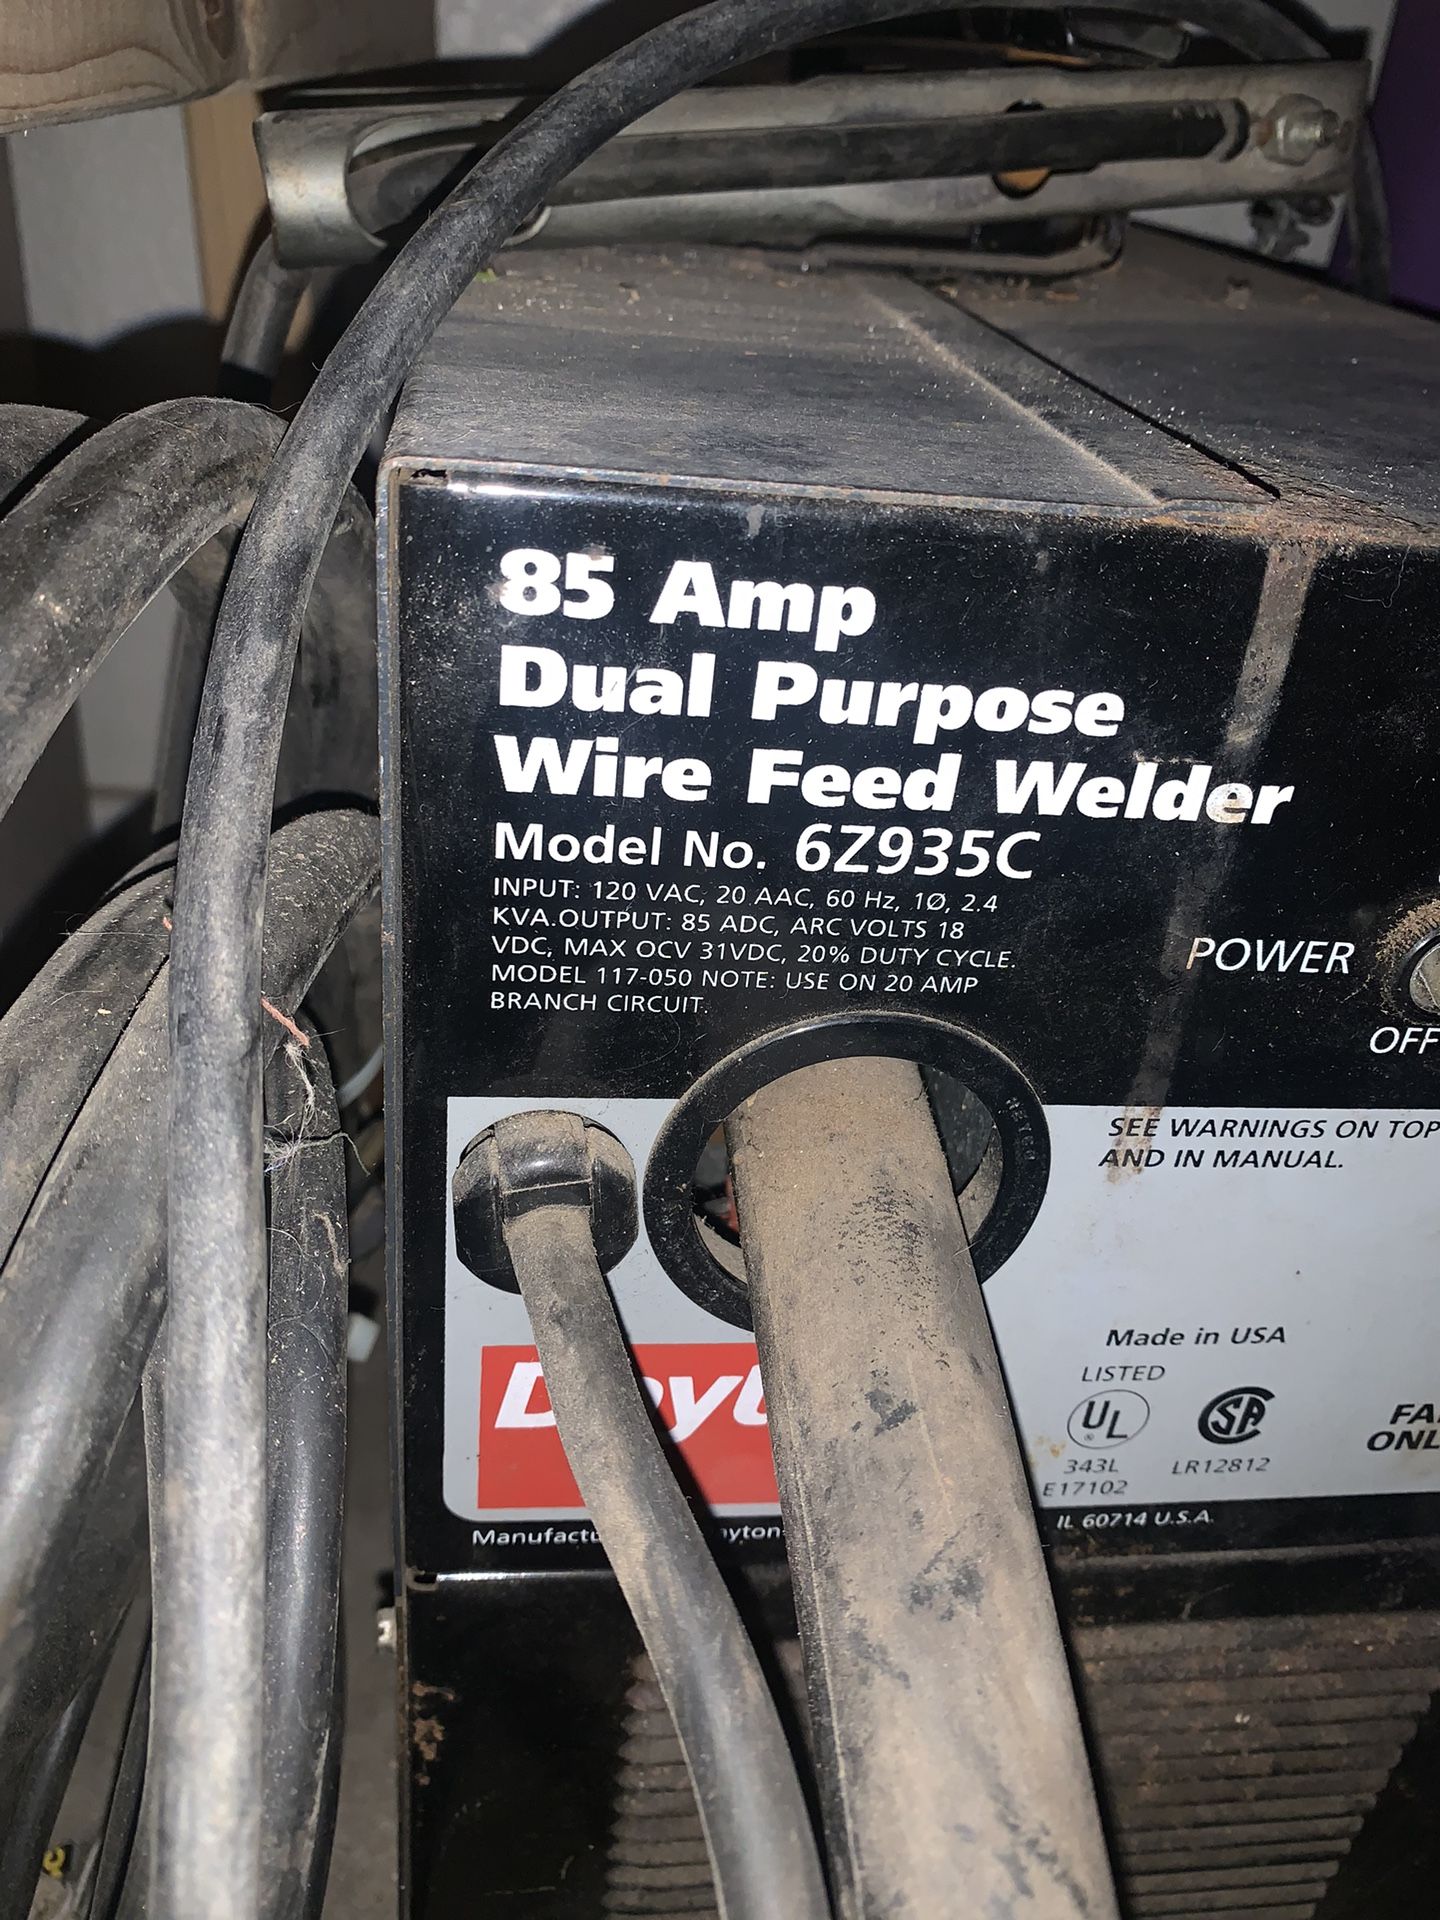 85 Amp
Dual Purpose
Wire Feed Welder
Model No. 6Z935C
INPUT: 120 VAC, 20 AAC, 60 Hz, 1Ø, 2.4
KVA.OUTPUT: 85 ADC, ARC VOLTS 18
VDC, MAX OCV 31VDC, 20% DUTY CYCLE.
MODEL 117-050 NOTE: USE ON 20 AMP
BRANCH CIRCUIT.
POWER
OFF
SEE WARNINGS ON TOP
AND IN MANUAL.
HEYCO
Made in USA
LISTED
UL
®
SA
343L
LR12812
E17102
IL 60714 U.S.A.